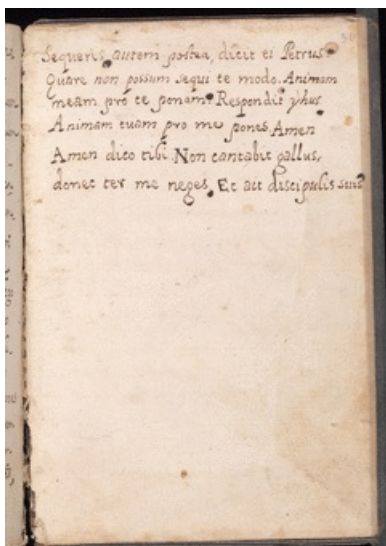 Sequeris, autem postea, dicit ei Petrus.
Quare non possum sequi te modo. Animam
meam pro te ponam. Respondit yhus
Animam tuam pro me pones. Amen
Amen dico tibi. Non cantabit gallus,
donec ter me neges. Et ait discipulis suis